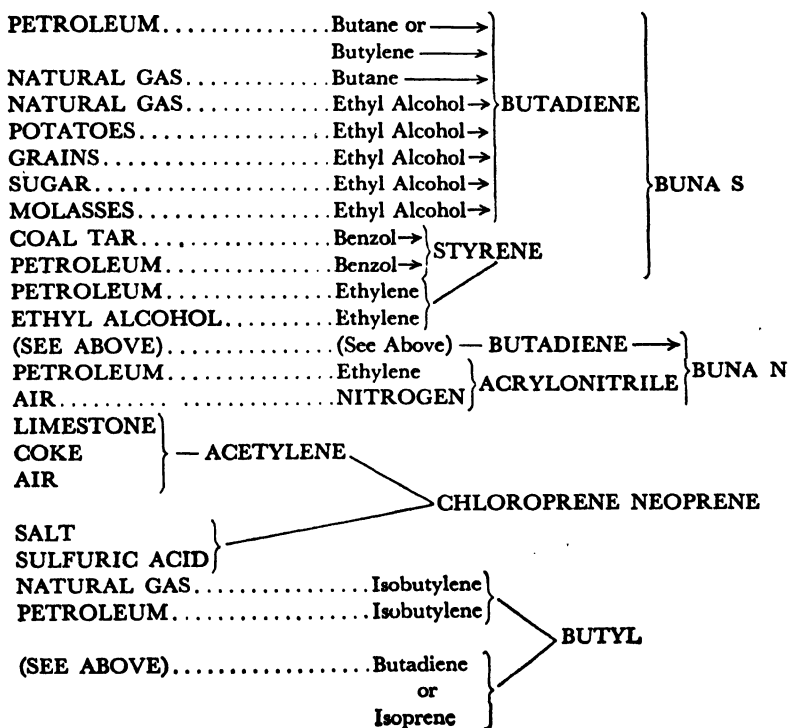 PETROLEUM.................Butane or → 
Butylene →
NATURAL GAS..............Butane →
NATURAL GAS..............Ethyl Alcohol→ BUTADIENE
POTATOES...................Ethyl Alcohol→
GRAINS......................Ethyl Alcohol→
SUGAR.......................Ethyl Alcohol→ BUNA S
MOLASSES..................Ethyl Alcohol→
COAL TAR..................Benzol→ STYRENE
PETROLEUM.................Benzol→
PETROLEUM.................Ethylene
ETHYL ALCOHOL............Ethylene
(SEE ABOVE)................(See Above) — BUTADIENE → BUNA N
PETROLEUM.................Ethylene ACRYLONITRILE
AIR.......... ...............NITROGEN
LIMESTONE
COKE — ACETYLENE
AIR
CHLOROPRENE NEOPRENE
SALT
SULFURIC ACID
NATURAL GAS.................Isobutylene
PETROLEUM...................Isobutylene
BUTYL
(SEE ABOVE)..................Butadiene
or
Isoprene